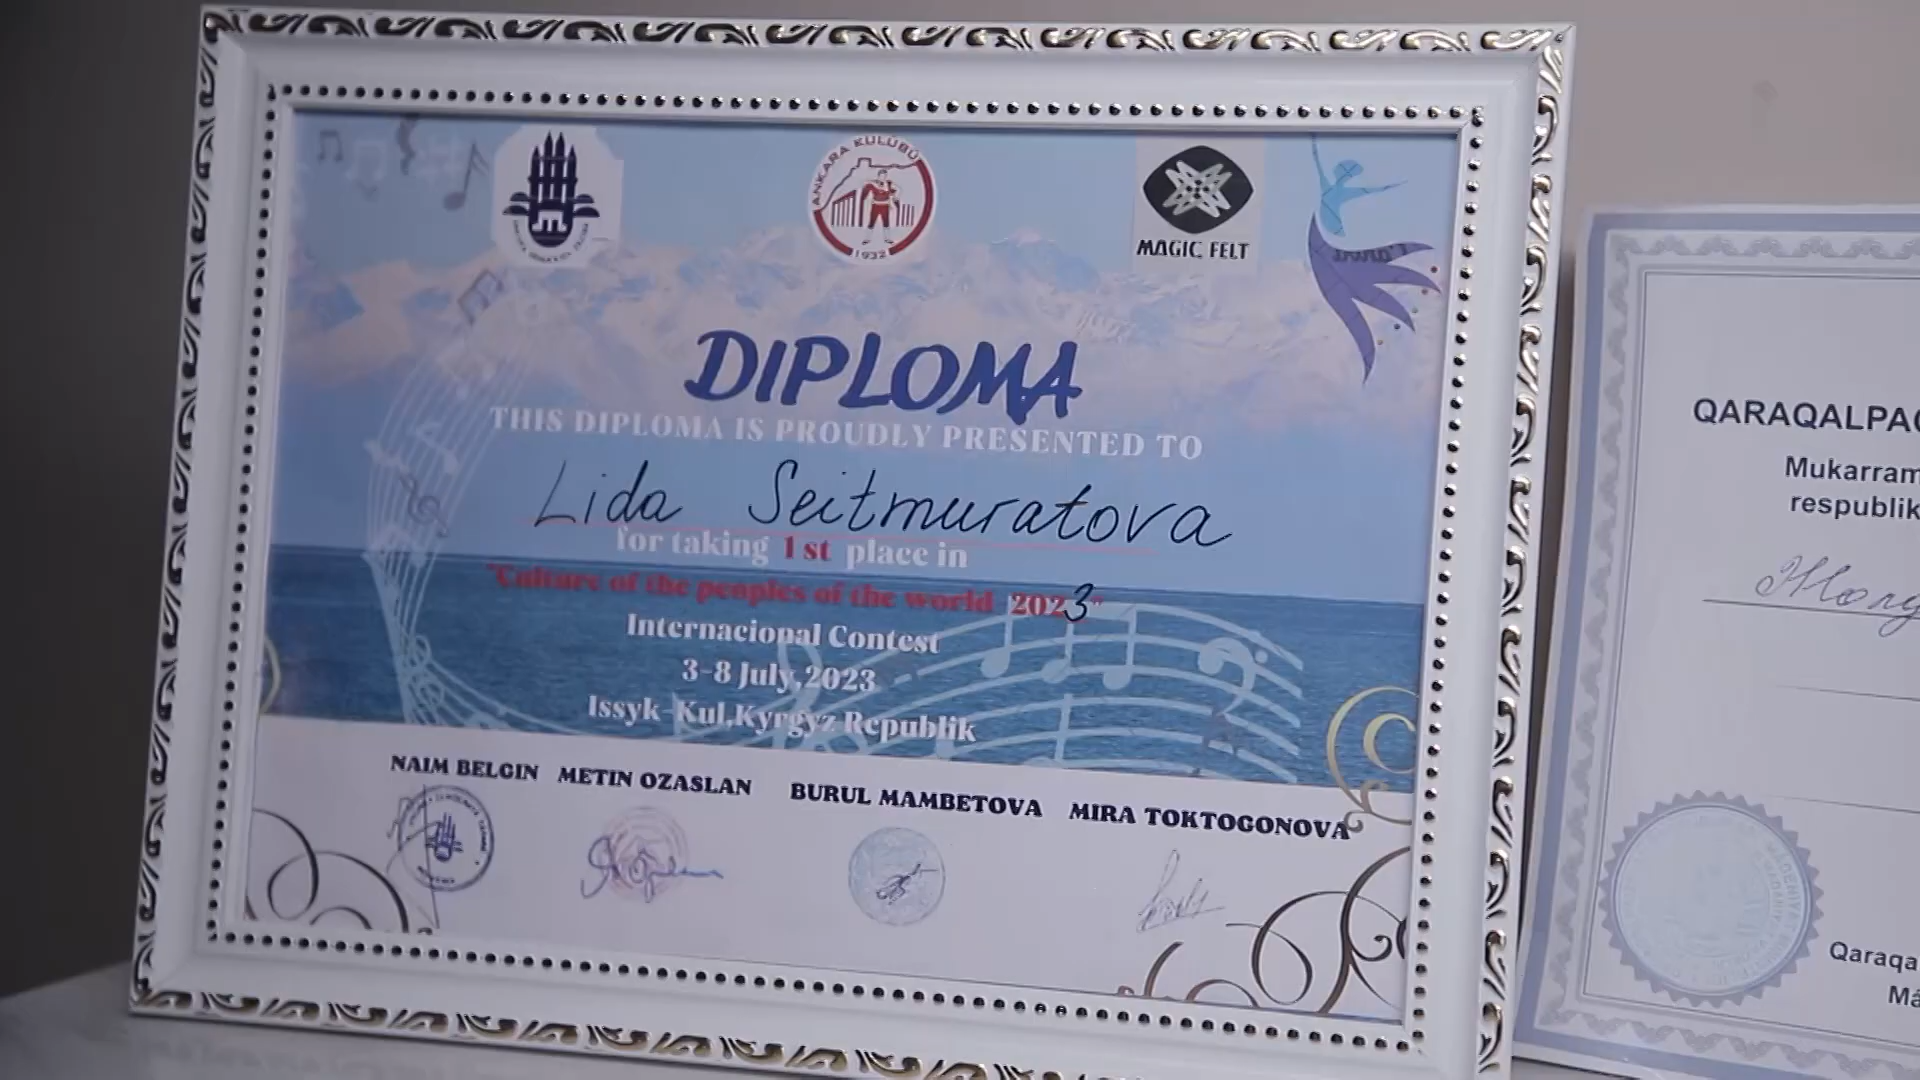 ANKARA KULÜBÜ
1932
MAGIC FELT
DIPLOMA
THIS DIPLOMA IS PROUDLY PRESENTED TO
Lida Seitmuratova
for taking 1 st place in
"Culture of the peoples of the world 2023"
Internacional Contest
3-8 July,2023
Issyk-Kul,Kyrgyz Republik
NAIM BELGIN METIN OZASLAN BURUL MAMBETOVA MIRA TOKTOGONOVA
QARAQALPAQ
Mukarram
respublik
Qaraqa
Má